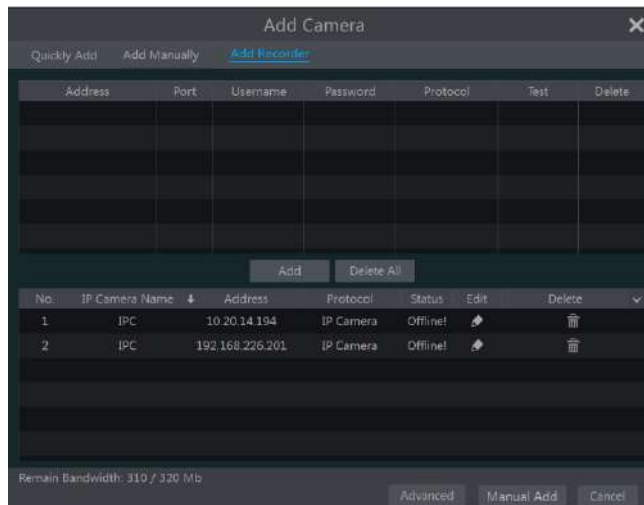 Add Camera
Quickly Add Add Manually Add Recorder
Address Port Username Password Protocol Test Delete
Add Delete All
No. IP Camera Name Address Protocol Status Edit Delete
1 IPC 10.20.14.194 IP Camera Offline!
2 IPC 192.168.226.201 IP Camera Offline!
Remain Bandwidth: 310 / 320 Mb
Advanced Manual Add Cancel